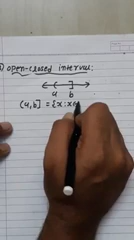 open-closed interval:
a b
(a,b] = {x:x∈